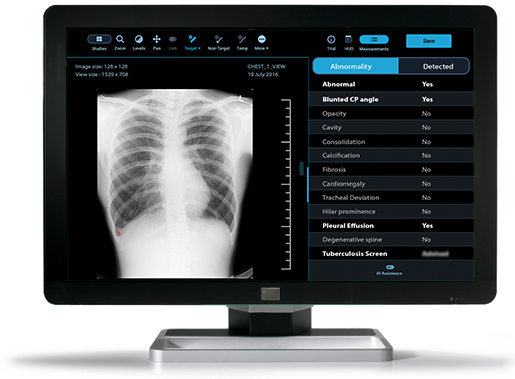 Studies Zoom Levels Pan Link Target Non-Target Temp More Trial HUD Measurements Save
Image size: 128 x 128
View size : 1329 x 708
CHEST_1_VIEW
19 July 2016
L
Abnormality Detected
Abnormal Yes
Blunted CP angle Yes
Opacity No
Cavity No
Consolidation No
Calcification No
Fibrosis No
Cardiomegaly No
Tracheal Deviation No
Hilar prominence No
Pleural Effusion Yes
Degenerative spine No
Tuberculosis Screen
AI Assistence